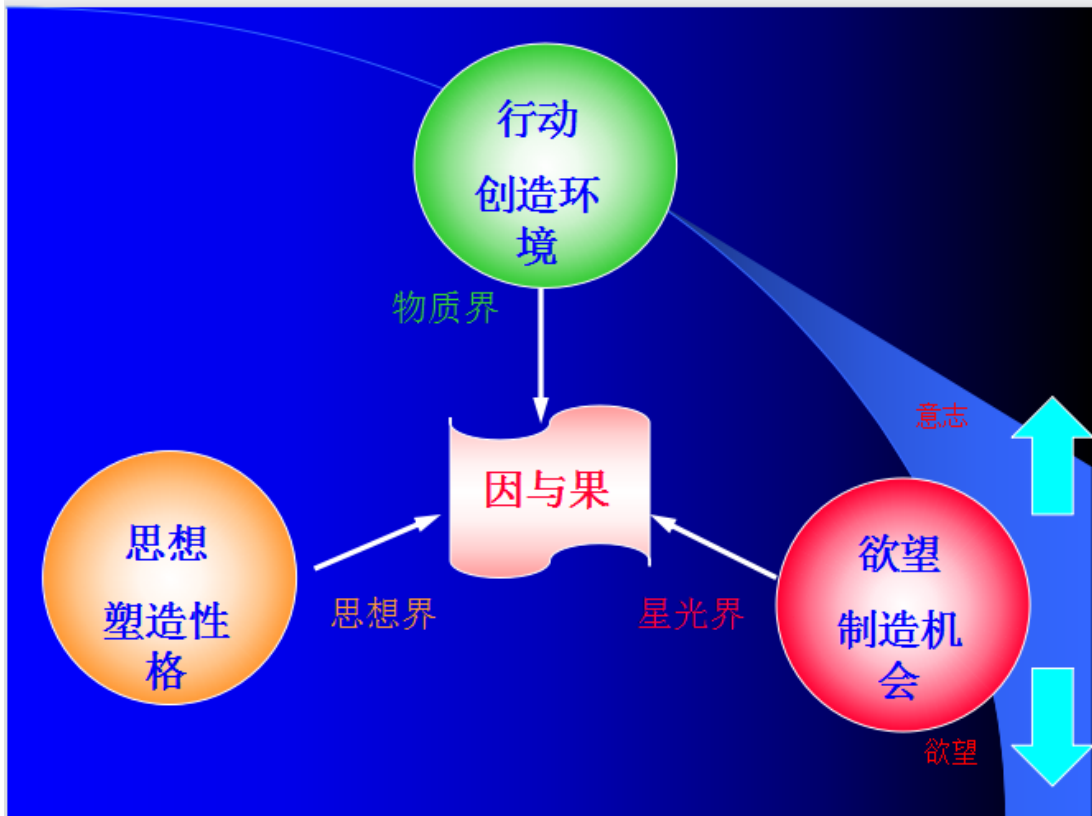 行动
创造环
境
物质界
意志
因与果
思想
塑造性
格
思想界
星光界
欲望
制造机
会
欲望